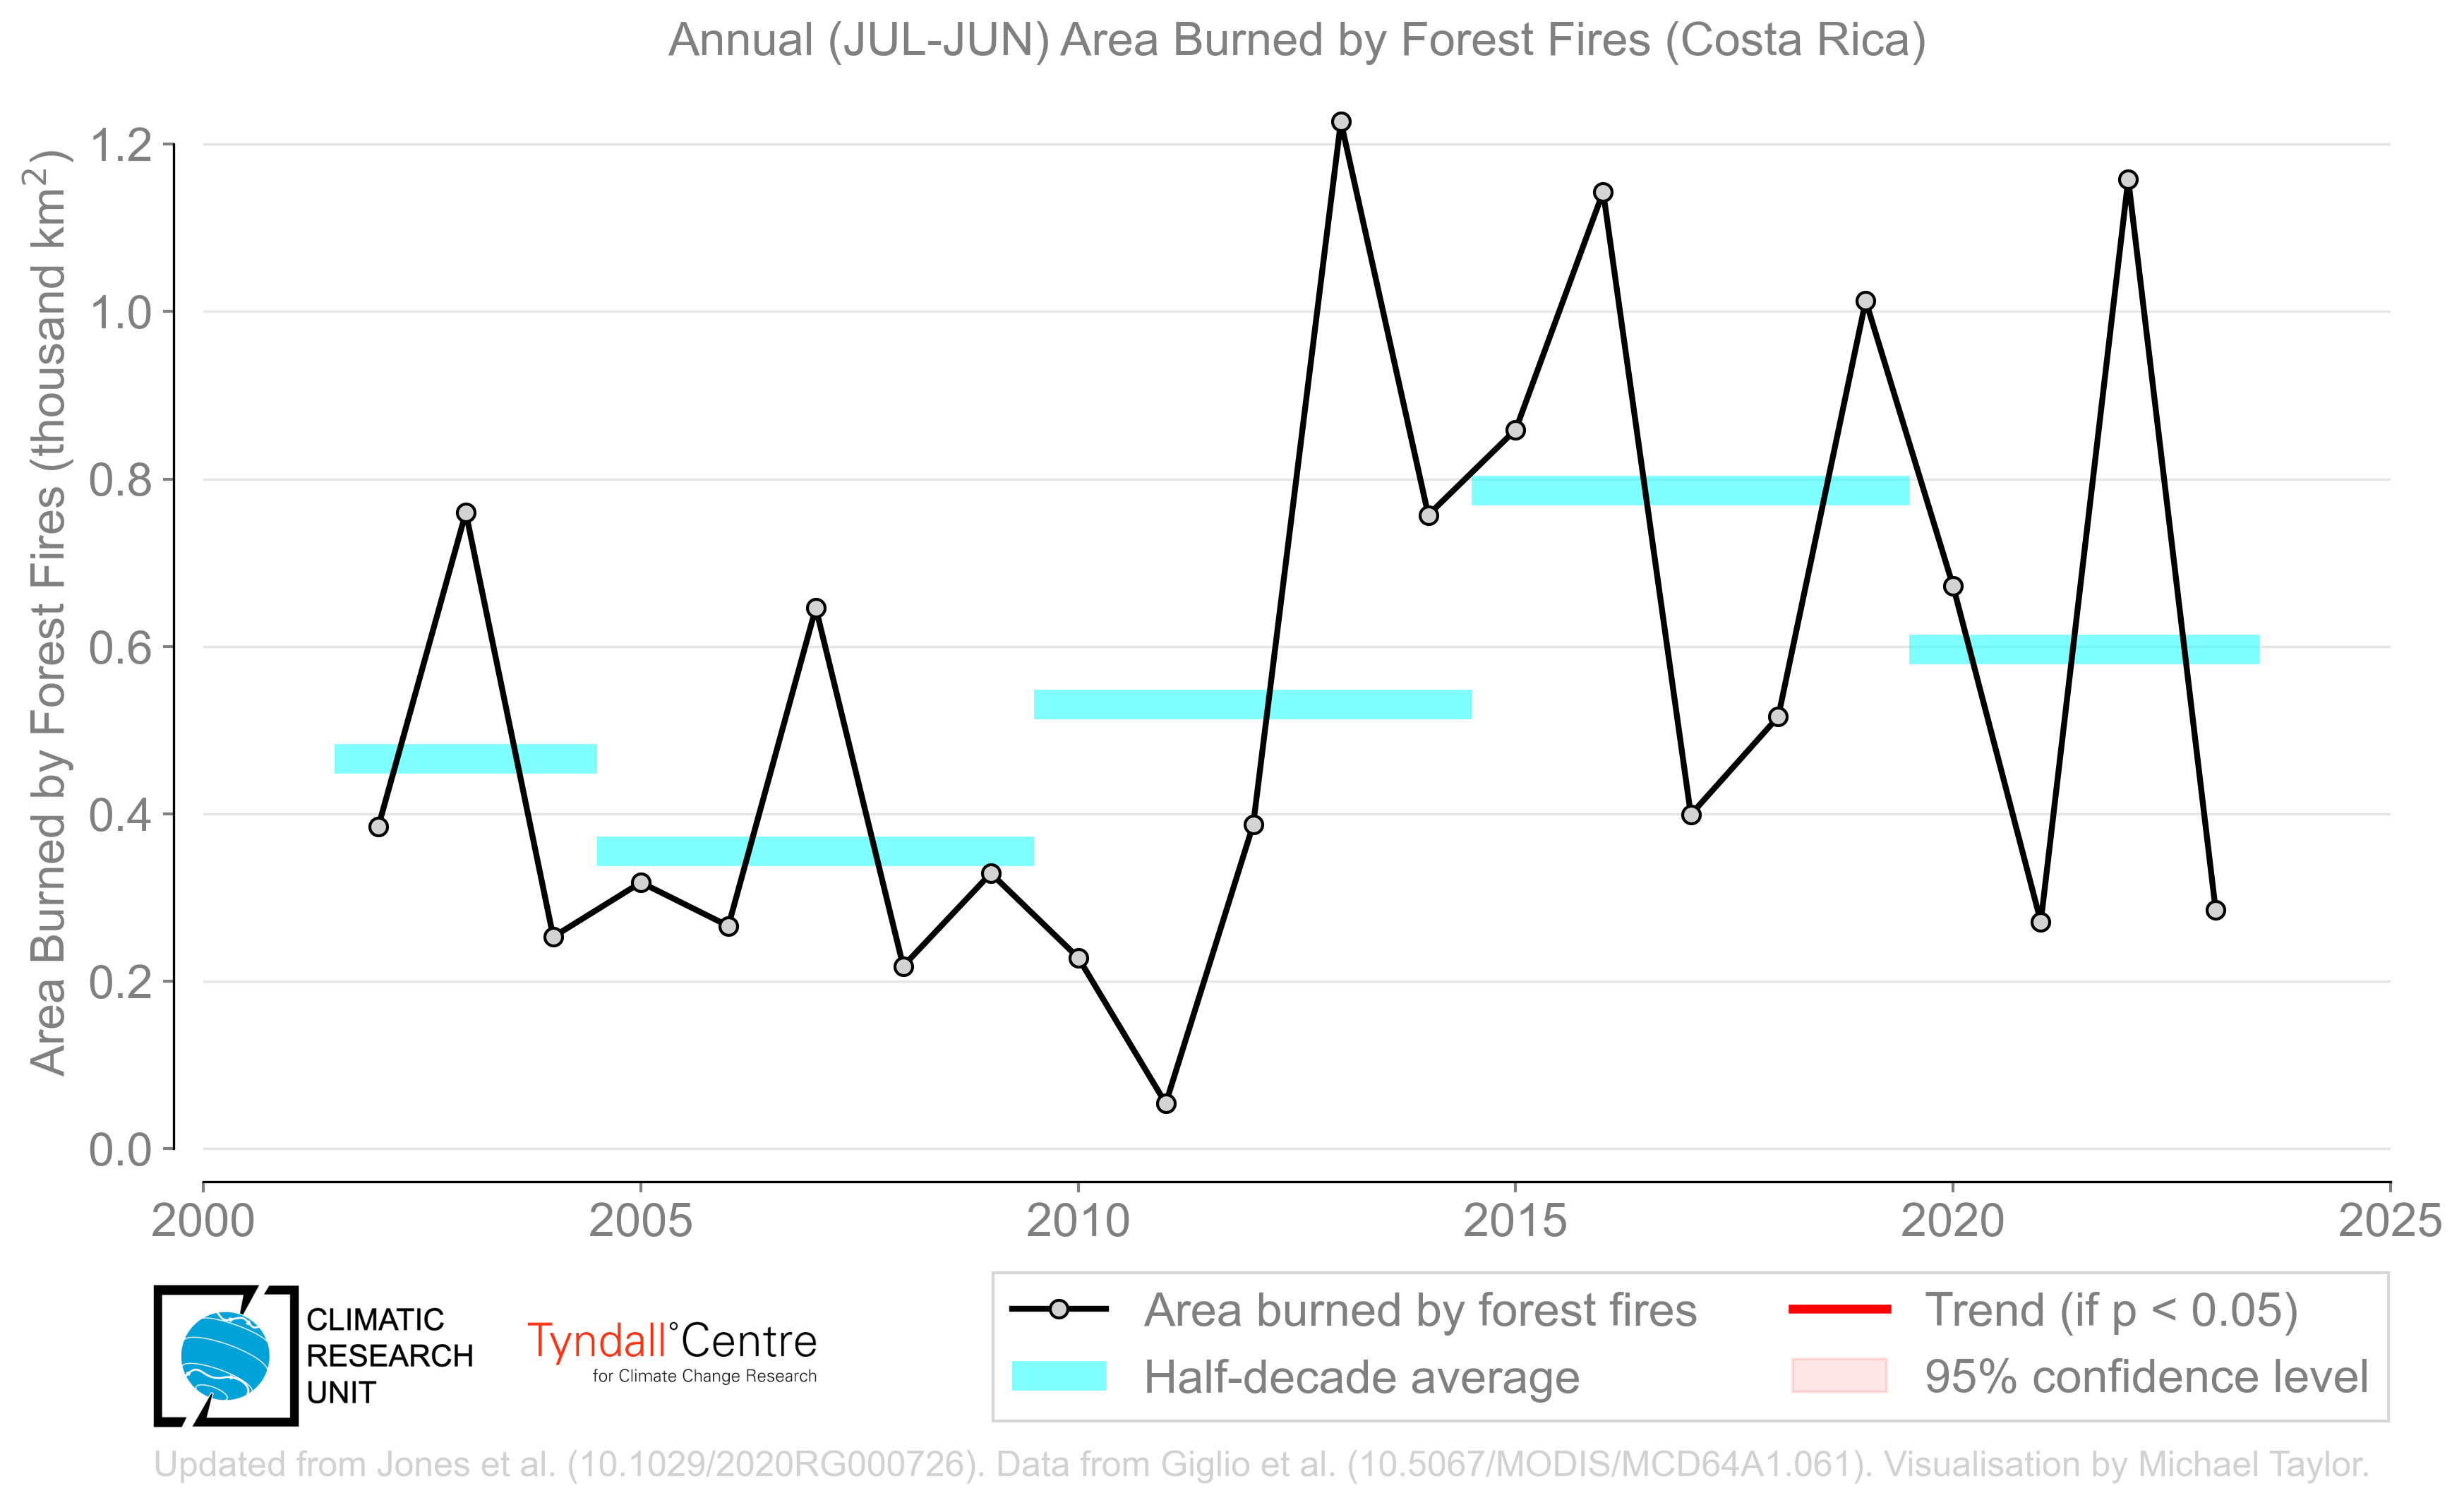 Annual (JUL-JUN) Area Burned by Forest Fires (Costa Rica)
Area Burned by Forest Fires (thousand km²)
1.2
1.0
0.8
0.6
0.4
0.2
0.0
2000 2005 2010 2015 2020 2025
CLIMATIC
RESEARCH
UNIT
Tyndall°Centre
for Climate Change Research
Area burned by forest fires
Half-decade average
Trend (if p < 0.05)
95% confidence level
Updated from Jones et al. (10.1029/2020RG000726). Data from Giglio et al. (10.5067/MODIS/MCD64A1.061). Visualisation by Michael Taylor.